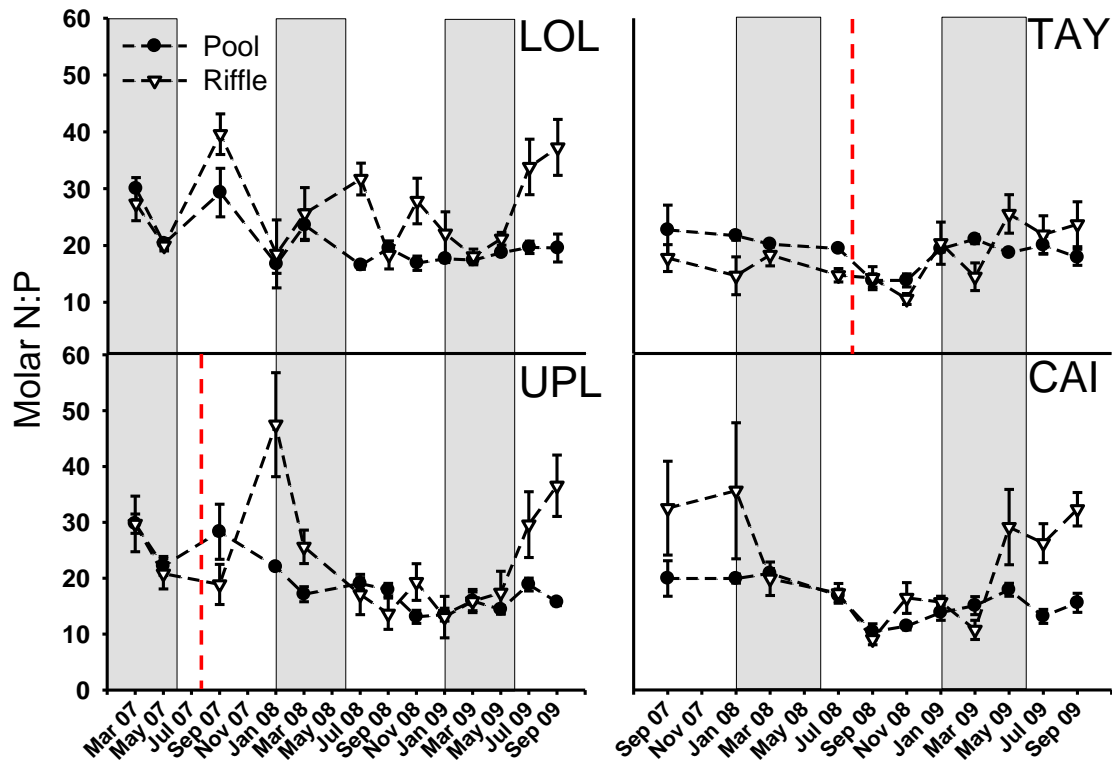 60
50
40
30
20
10
Pool
Riffle
LOL
TAY
Molar N:P
60
50
40
30
20
10
0
UPL
CAI
Mar 07
May 07
Jul 07
Sep 07
Nov 07
Jan 08
Mar 08
May 08
Jul 08
Sep 08
Nov 08
Jan 09
Mar 09
May 09
Jul 09
Sep 09
Sep 07
Nov 07
Jan 08
Mar 08
May 08
Jul 08
Sep 08
Nov 08
Jan 09
Mar 09
May 09
Jul 09
Sep 09